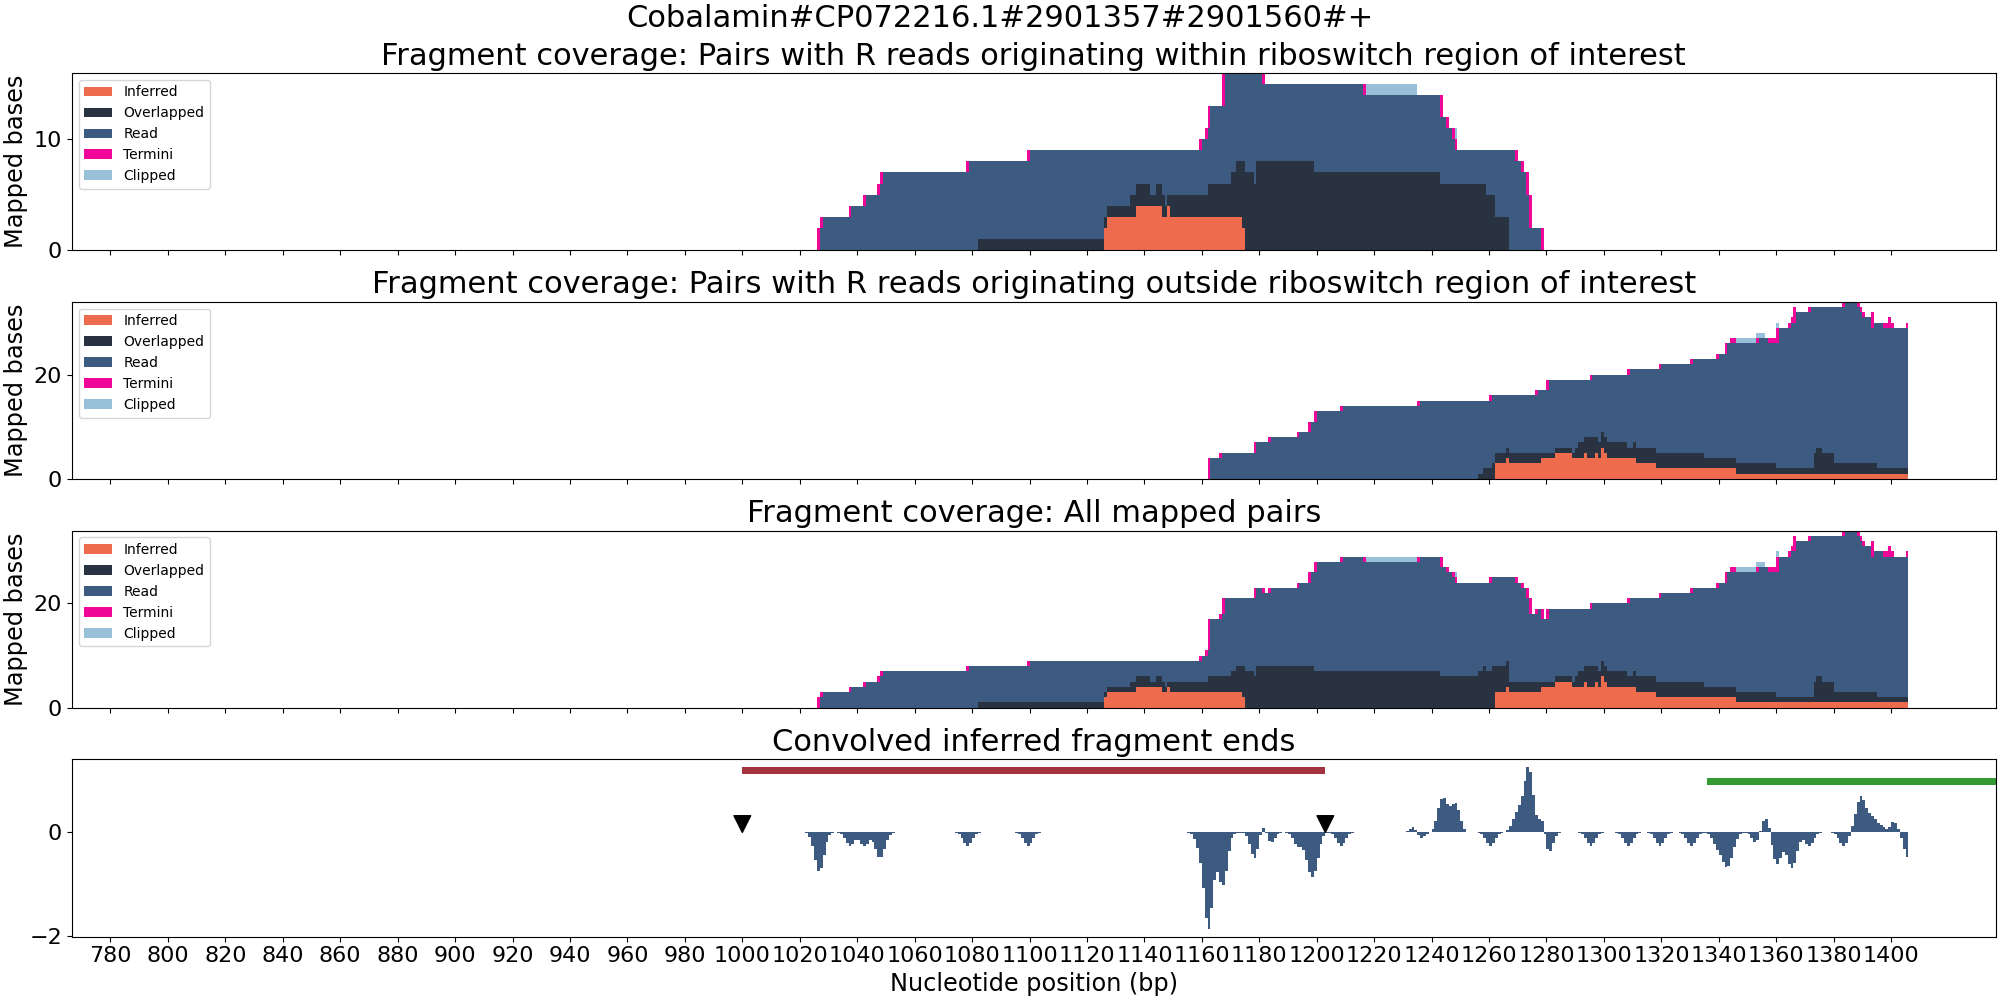 Cobalamin#CP072216.1#2901357#2901560#+
Fragment coverage: Pairs with R reads originating within riboswitch region of interest
Mapped bases
10
0
Inferred
Overlapped
Read
Termini
Clipped
Fragment coverage: Pairs with R reads originating outside riboswitch region of interest
Mapped bases
20
0
Inferred
Overlapped
Read
Termini
Clipped
Fragment coverage: All mapped pairs
Mapped bases
20
0
Inferred
Overlapped
Read
Termini
Clipped
Convolved inferred fragment ends
0
−2
780 800 820 840 860 880 900 920 940 960 980 1000 1020 1040 1060 1080 1100 1120 1140 1160 1180 1200 1220 1240 1260 1280 1300 1320 1340 1360 1380 1400
Nucleotide position (bp)